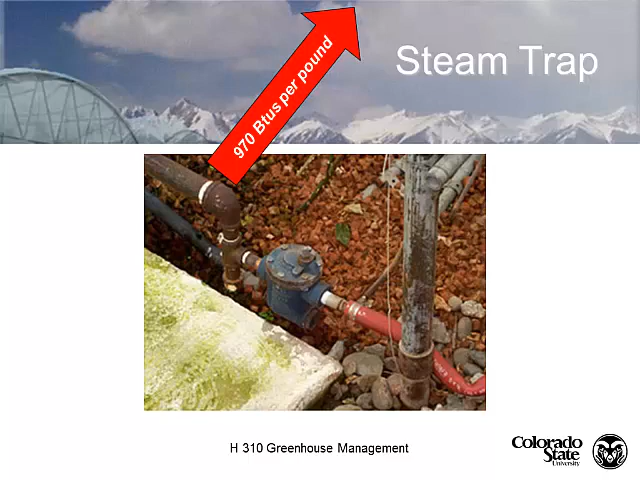 Steam Trap
970 Btus per pound
H 310 Greenhouse Management
Colorado
State
University